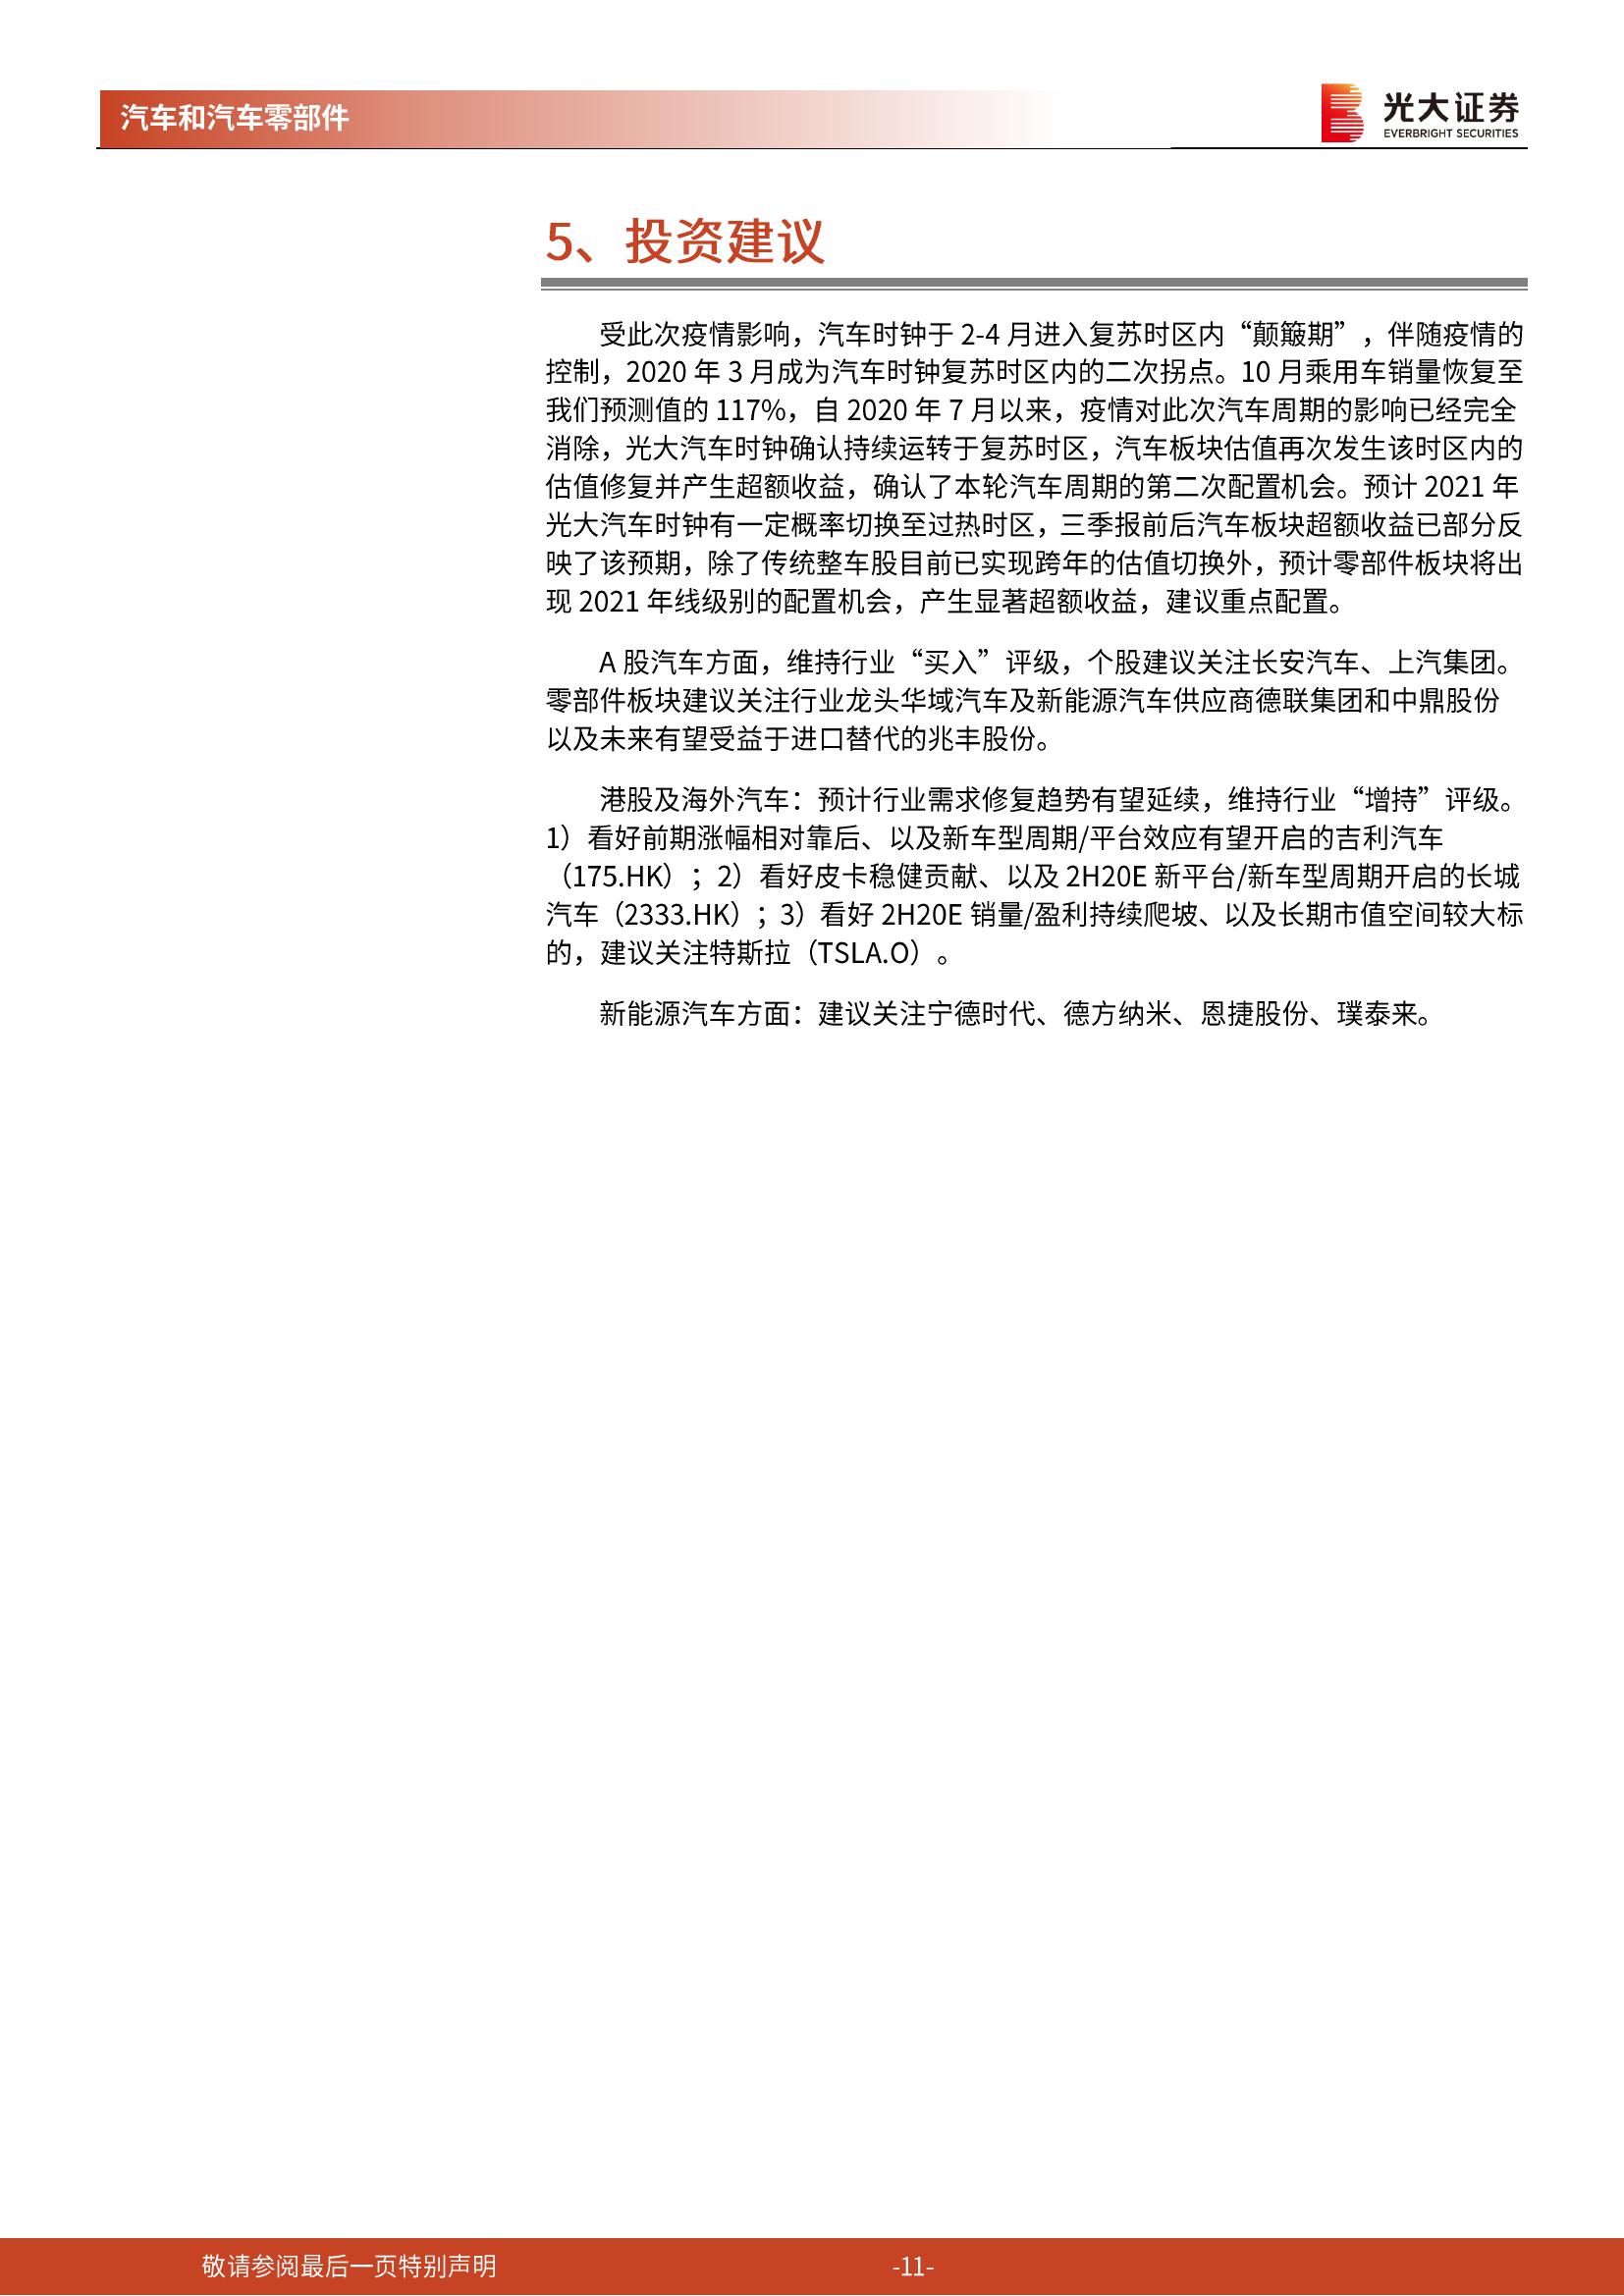 汽车和汽车零部件
光大证券
EVERBRIGHT SECURITIES
5、投资建议
受此次疫情影响，汽车时钟于 2-4 月进入复苏时区内“颠簸期”，伴随疫情的
控制，2020 年 3 月成为汽车时钟复苏时区内的二次拐点。10 月乘用车销量恢复至
我们预测值的 117%，自 2020 年 7 月以来，疫情对此次汽车周期的影响已经完全
消除，光大汽车时钟确认持续运转于复苏时区，汽车板块估值再次发生该时区内的
估值修复并产生超额收益，确认了本轮汽车周期的第二次配置机会。预计 2021 年
光大汽车时钟有一定概率切换至过热时区，三季报前后汽车板块超额收益已部分反
映了该预期，除了传统整车股目前已实现跨年的估值切换外，预计零部件板块将出
现 2021 年线级别的配置机会，产生显著超额收益，建议重点配置。
A 股汽车方面，维持行业“买入”评级，个股建议关注长安汽车、上汽集团。
零部件板块建议关注行业龙头华域汽车及新能源汽车供应商德联集团和中鼎股份
以及未来有望受益于进口替代的兆丰股份。
港股及海外汽车：预计行业需求修复趋势有望延续，维持行业“增持”评级。
1）看好前期涨幅相对靠后、以及新车型周期/平台效应有望开启的吉利汽车
（175.HK）；2）看好皮卡稳健贡献、以及 2H20E 新平台/新车型周期开启的长城
汽车（2333.HK）；3）看好 2H20E 销量/盈利持续爬坡、以及长期市值空间较大标
的，建议关注特斯拉（TSLA.O）。
新能源汽车方面：建议关注宁德时代、德方纳米、恩捷股份、璞泰来。
敬请参阅最后一页特别声明
-11-